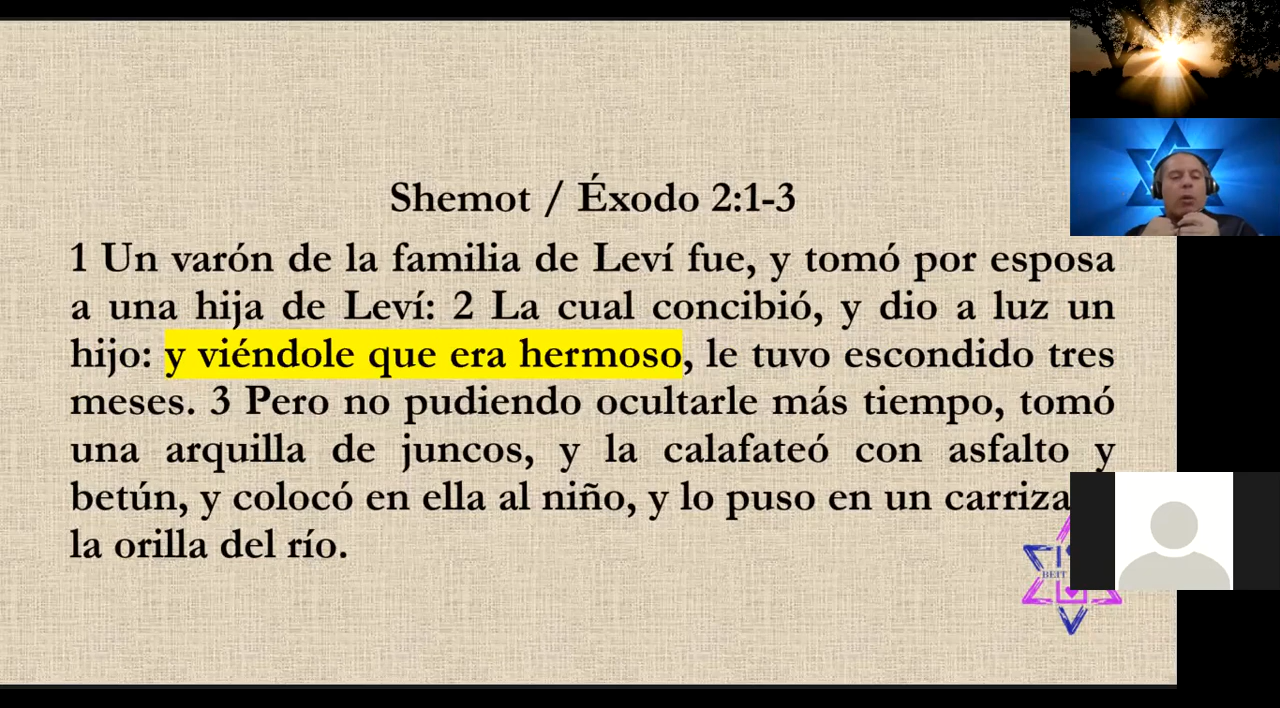 Shemot / Éxodo 2:1-3
1 Un varón de la familia de Leví fue, y tomó por esposa
a una hija de Leví: 2 La cual concibió, y dio a luz un
hijo: y viéndole que era hermoso, le tuvo escondido tres
meses. 3 Pero no pudiendo ocultarle más tiempo, tomó
una arquilla de juncos, y la calafateó con asfalto y
betún, y colocó en ella al niño, y lo puso en un
la orilla del río.
BEIT